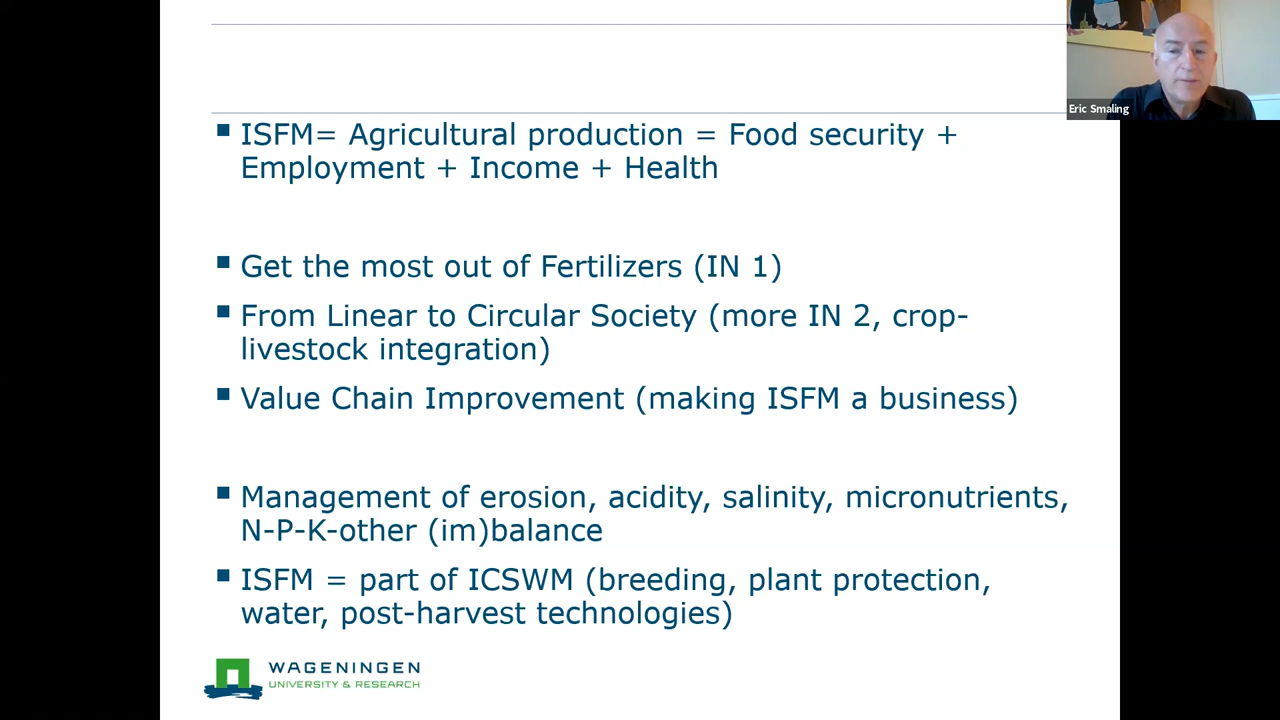 Eric Smaling
ISFM= Agricultural production = Food security +
Employment + Income + Health
Get the most out of Fertilizers (IN 1)
From Linear to Circular Society (more IN 2, crop-
livestock integration)
Value Chain Improvement (making ISFM a business)
Management of erosion, acidity, salinity, micronutrients,
N-P-K-other (im)balance
ISFM = part of ICSWM (breeding, plant protection,
water, post-harvest technologies)
WAGENINGEN
UNIVERSITY & RESEARCH